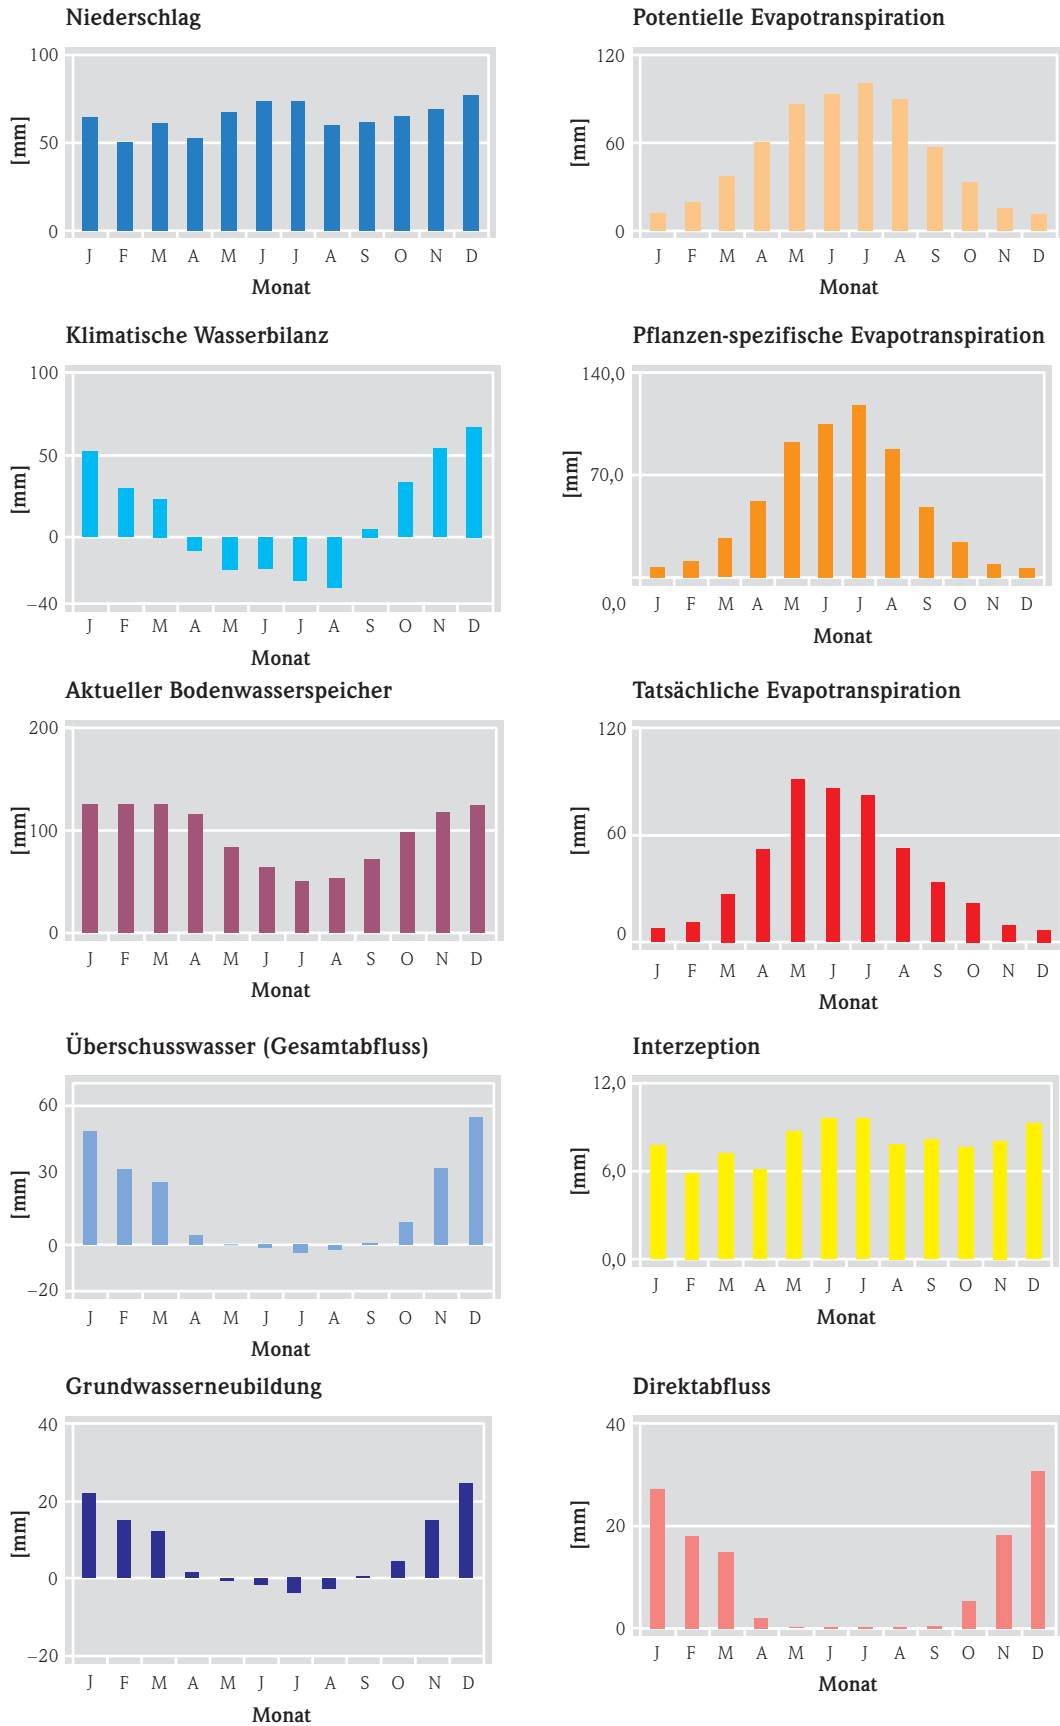 Niederschlag
100
50
0
[mm]
J F M A M J J A S O N D
Monat
Potentielle Evapotranspiration
120
60
0
[mm]
J F M A M J J A S O N D
Monat
Klimatische Wasserbilanz
100
50
0
−40
[mm]
J F M A M J J A S O N D
Monat
Pflanzen-spezifische Evapotranspiration
140,0
70,0
0,0
[mm]
J F M A M J J A S O N D
Monat
Aktueller Bodenwasserspeicher
200
100
0
[mm]
J F M A M J J A S O N D
Monat
Tatsächliche Evapotranspiration
120
60
0
[mm]
J F M A M J J A S O N D
Monat
Überschusswasser (Gesamtabfluss)
60
30
0
−20
[mm]
J F M A M J J A S O N D
Monat
Interzeption
12,0
6,0
0,0
[mm]
J F M A M J J A S O N D
Monat
Grundwasserneubildung
40
20
0
−20
[mm]
J F M A M J J A S O N D
Monat
Direktabfluss
40
20
0
[mm]
J F M A M J J A S O N D
Monat